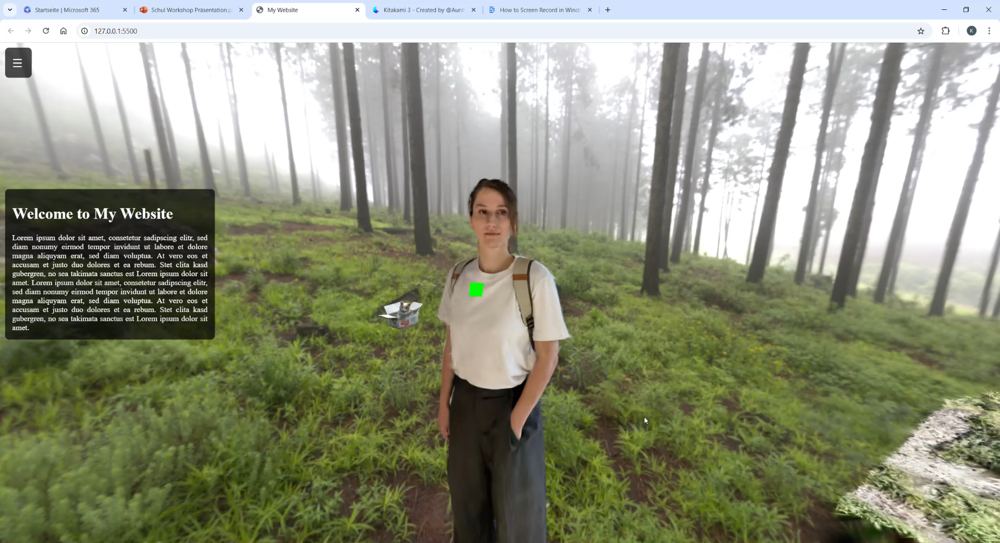 Startseite | Microsoft 365
Schul Workshop Präsentation.p
My Website
Kitakami 3 - Created by @Aunt
How to Screen Record in Windo
127.0.0.1:5500
K
☰
Welcome to My Website
Lorem ipsum dolor sit amet, consetetur sadipscing elitr, sed
diam nonumy eirmod tempor invidunt ut labore et dolore
magna aliquyam erat, sed diam voluptua. At vero eos et
accusam et justo duo dolores et ea rebum. Stet clita kasd
gubergren, no sea takimata sanctus est Lorem ipsum dolor sit
amet. Lorem ipsum dolor sit amet, consetetur sadipscing elitr,
sed diam nonumy eirmod tempor invidunt ut labore et dolore
magna aliquyam erat, sed diam voluptua. At vero eos et
accusam et justo duo dolores et ea rebum. Stet clita kasd
gubergren, no sea takimata sanctus est Lorem ipsum dolor sit
amet.